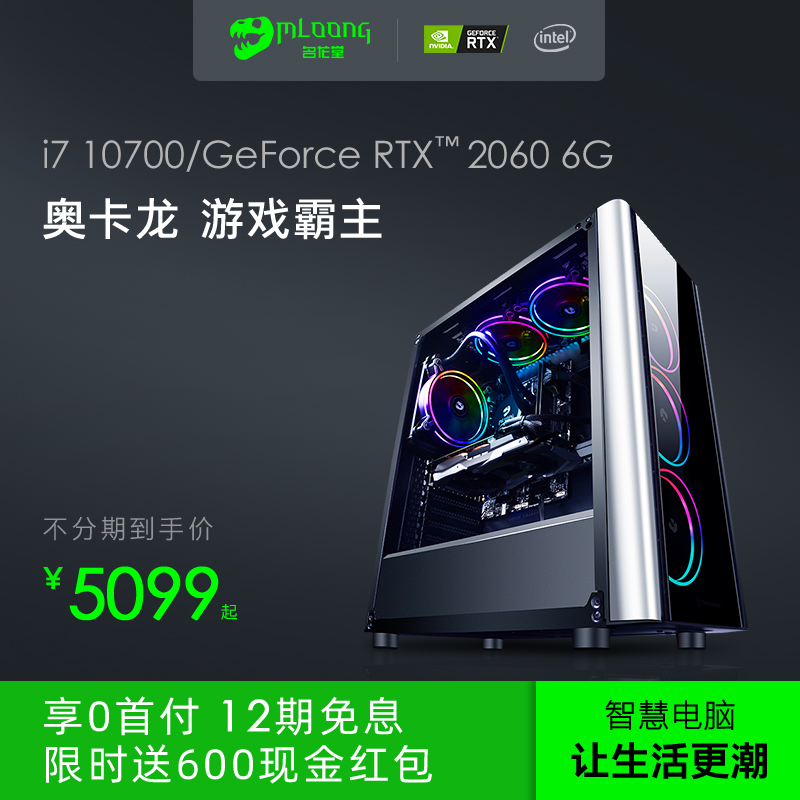 mLoong
名龙堂
NVIDIA.
GEFORCE
RTX
intel
i7 10700/GeForce RTX™ 2060 6G
奥卡龙 游戏霸主
不分期到手价
¥5099起
享0首付 12期免息
限时送600现金红包
智慧电脑
让生活更潮